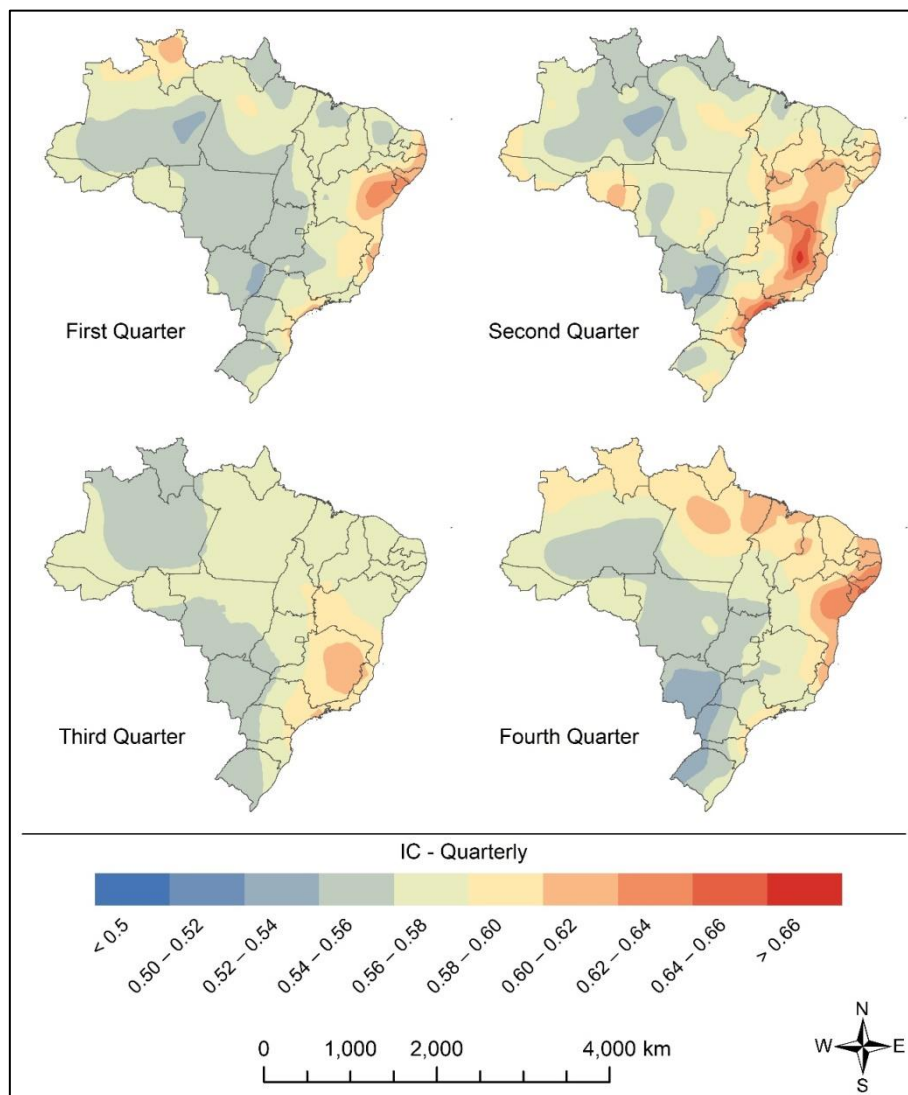 First Quarter
Second Quarter
Third Quarter
Fourth Quarter
IC - Quarterly
< 0.5
0.50 – 0.52
0.52 – 0.54
0.54 – 0.56
0.56 – 0.58
0.58 – 0.60
0.60 – 0.62
0.62 – 0.64
0.64 – 0.66
> 0.66
0 1,000 2,000 4,000 km
N
W E
S